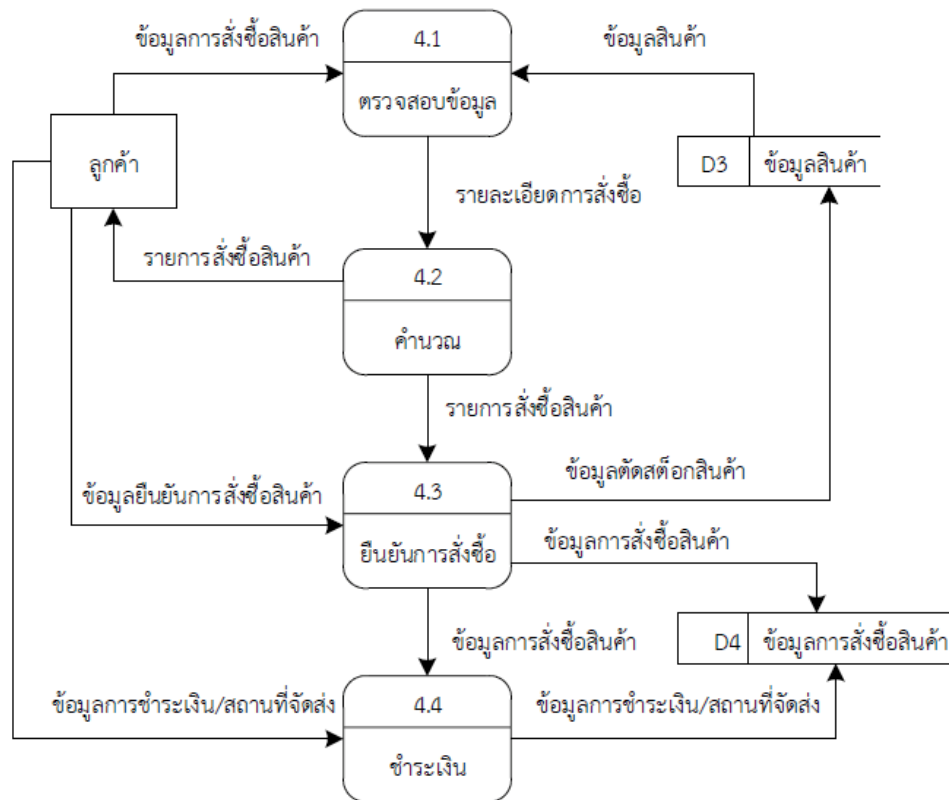 ข้อมูลการสั่งซื้อสินค้า
4.1
ข้อมูลสินค้า
ตรวจสอบข้อมูล
ลูกค้า
D3 ข้อมูลสินค้า
รายละเอียดการสั่งซื้อ
รายการสั่งซื้อสินค้า
4.2
คำนวณ
รายการสั่งซื้อสินค้า
ข้อมูลตัดสต็อกสินค้า
4.3
ข้อมูลยืนยันการสั่งซื้อสินค้า
ข้อมูลการสั่งซื้อสินค้า
ยืนยันการสั่งซื้อ
ข้อมูลการสั่งซื้อสินค้า
D4 ข้อมูลการสั่งซื้อสินค้า
ข้อมูลการชำระเงิน/สถานที่จัดส่ง
4.4
ข้อมูลการชำระเงิน/สถานที่จัดส่ง
ชำระเงิน